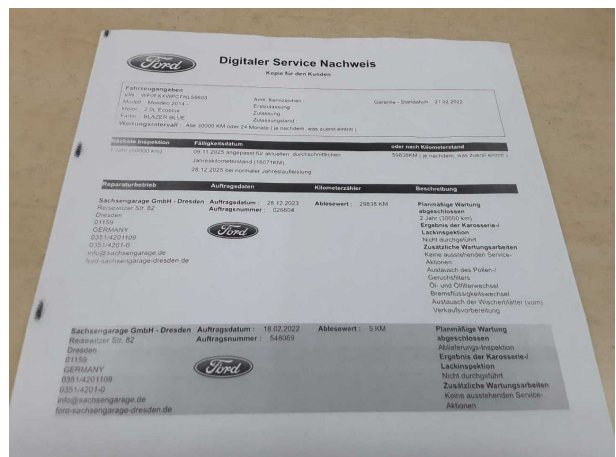 Ford
Digitaler Service Nachweis
Kopie für den Kunden
Fahrzeugangaben
VIN :
Modell : Mondeo 2014 -
Motor : 2.0L EcoBlue
Farbe : BLAZER BLUE
Amtl. Kennzeichen
Erstzulassung
Zulassung
Zulassungsland
Garantie - Startsdatum 21.02.2022
Wartungsintervall : Alle 30000 KM oder 24 Monate ( je nachdem, was zuerst eintritt )
Nächste Inspektion Fälligkeitsdatum oder nach Kilometerstand
08.11.2025 angepaßt für aktuellen, durchschnittlichen 59838KM ( je nachdem, was zuerst eintritt )
Jahreskilometerstand (16071KM)
28.12.2025 bei normaler Jahreslaufleistung
Reparaturbetrieb Auftragsdaten Kilometerzähler Beschreibung
Sachsengarage GmbH - Dresden
Reisewitzer Str. 82
Dresden
01159
GERMANY
0351/4201109
0351/4201-0
info@sachsengarage.de
ford-sachsengarage-dresden.de
Auftragsdatum : 28.12.2023
Auftragsnummer : 026604
Ford
Ablesewert : 29838 KM
Planmäßige Wartung
abgeschlossen
2 Jahr (30000 km)
Ergebnis der Karosserie-/
Lackinspektion
Nicht durchgeführt
Zusätzliche Wartungsarbeiten
Keine ausstehenden Service-
Aktionen
Austausch des Pollen-/
Geruchsfilters
Öl- und Ölfilterwechsel
Bremsflüssigkeitswechsel
Austausch der Wischerblätter (vorn)
Verkaufsvorbereitung
Sachsengarage GmbH - Dresden
Reisewitzer Str. 82
Dresden
01159
GERMANY
0351/4201109
0351/4201-0
info@sachsengarage.de
ford-sachsengarage-dresden.de
Auftragsdatum : 18.02.2022
Auftragsnummer : 548069
Ford
Ablesewert : 5 KM
Planmäßige Wartung
abgeschlossen
Ablieferungs-Inspektion
Ergebnis der Karosserie-/
Lackinspektion
Nicht durchgeführt
Zusätzliche Wartungsarbeiten
Keine ausstehenden Service-
Aktionen